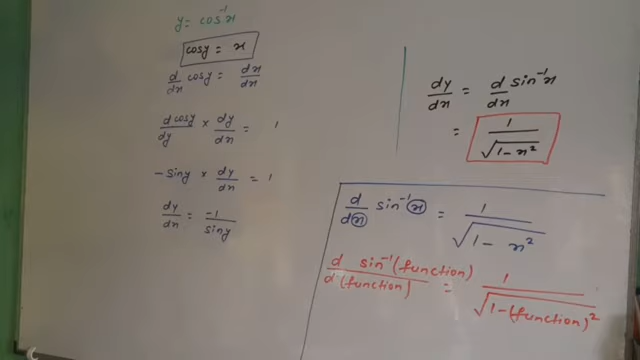 y = cos⁻¹x
cosy = x
d/dx cosy = dx/dx
d cosy/dy × dy/dx = 1
-siny × dy/dx = 1
dy/dx = -1/siny
dy/dx = d/dx sin⁻¹x
= 1/√(1-x²)
d/dx sin⁻¹x = 1/√(1-x²)
d sin⁻¹(function)/d(function) = 1/√(1-(function)²)